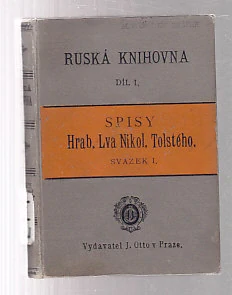 RUSKÁ KNIHOVNA
DÍL I.
SPISY
Hrab. Lva Nikol. Tolstého.
SVAZEK I.
Vydavatel J. Otto v Praze.